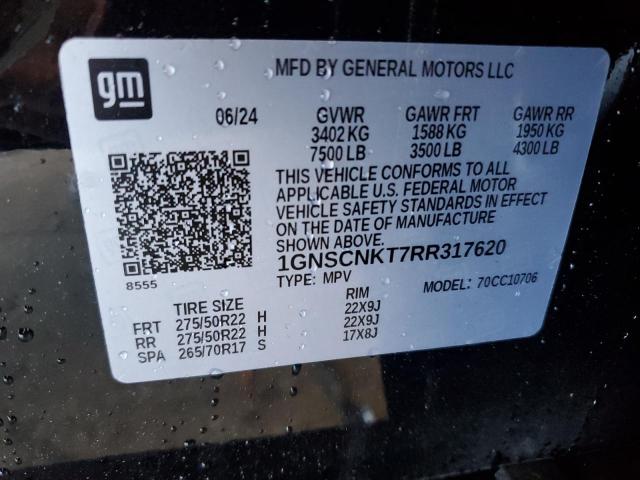 gm
MFD BY GENERAL MOTORS LLC
06/24 GVWR GAWR FRT GAWR RR
3402 KG 1588 KG 1950 KG
7500 LB 3500 LB 4300 LB
THIS VEHICLE CONFORMS TO ALL
APPLICABLE U.S. FEDERAL MOTOR
VEHICLE SAFETY STANDARDS IN EFFECT
ON THE DATE OF MANUFACTURE
SHOWN ABOVE.
1GNSCNKT7RR317620
8555
TYPE: MPV MODEL: 70CC10706
TIRE SIZE RIM
FRT 275/50R22 H 22X9J
RR 275/50R22 H 22X9J
SPA 265/70R17 S 17X8J